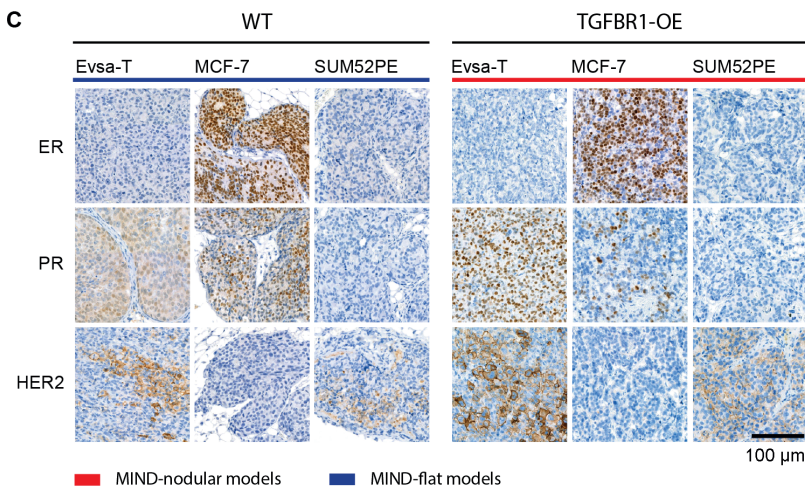 C
WT TGFBR1-OE
Evsa-T MCF-7 SUM52PE Evsa-T MCF-7 SUM52PE
ER
PR
HER2
100 µm
MIND-nodular models MIND-flat models